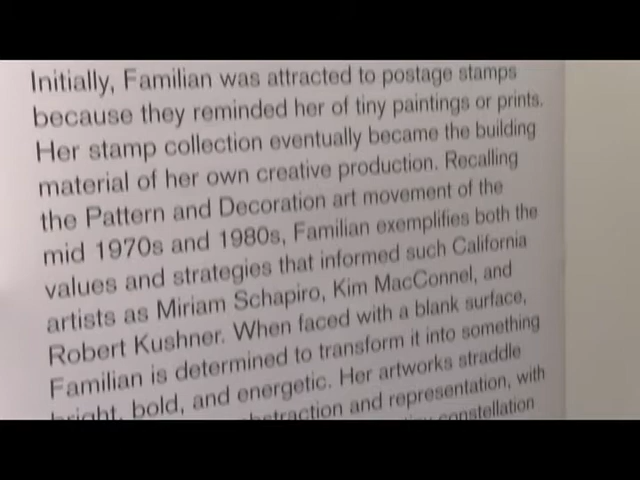 Initially, Familian was attracted to postage stamps
because they reminded her of tiny paintings or prints.
Her stamp collection eventually became the building
material of her own creative production. Recalling
the Pattern and Decoration art movement of the
mid 1970s and 1980s, Familian exemplifies both the
values and strategies that informed such California
artists as Miriam Schapiro, Kim MacConnel, and
Robert Kushner. When faced with a blank surface,
Familian is determined to transform it into something
bright, bold, and energetic. Her artworks straddle
abstraction and representation, with
constellation